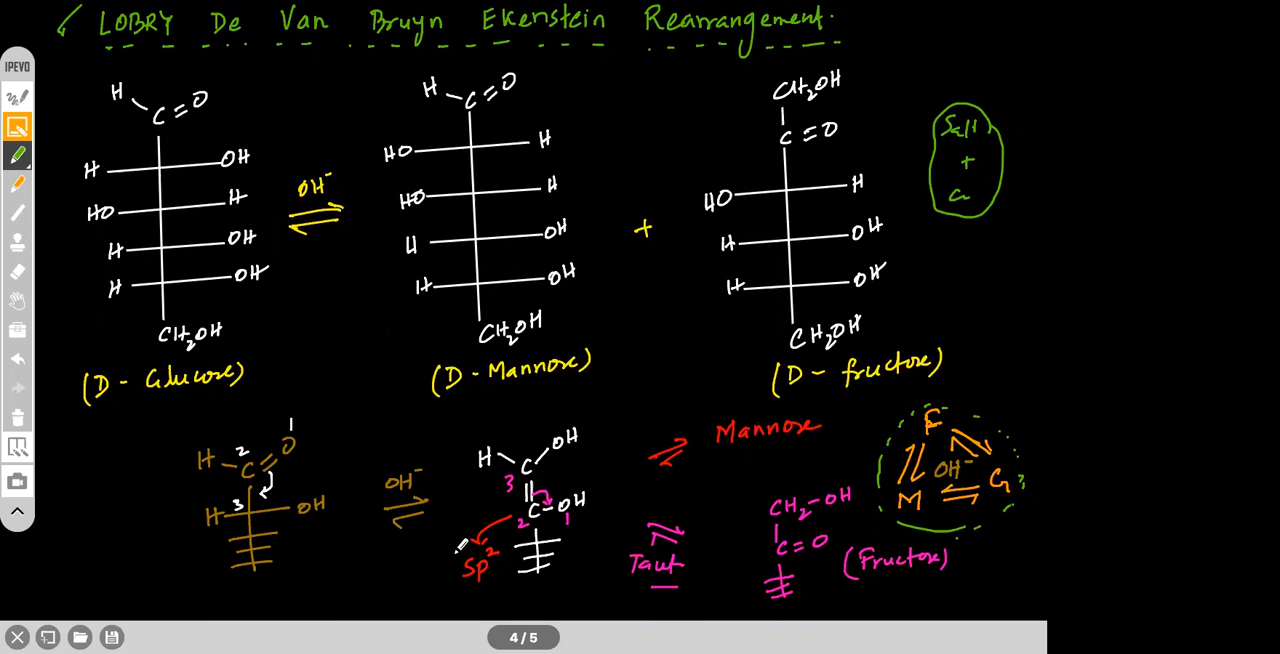 LOBRY De Van Bruyn Ekenstein Rearrangement.
IPEVO
H C=O
H OH
HO H
H OH
H OH
CH2OH
(D - Glucose)
OH-
H C=O
HO H
HO H
H OH
H OH
CH2OH
(D - Mannose)
+
CH2OH
C=O
HO H
H OH
H OH
CH2OH
(D - fructose)
Salt
+
1
2
H C=O
3
H OH
OH-
H C OH
3
C-OH
2 1
Sp2
Mannose
Taut
CH2-OH
C=O
(Fructose)
F
OH-
M G
4/5